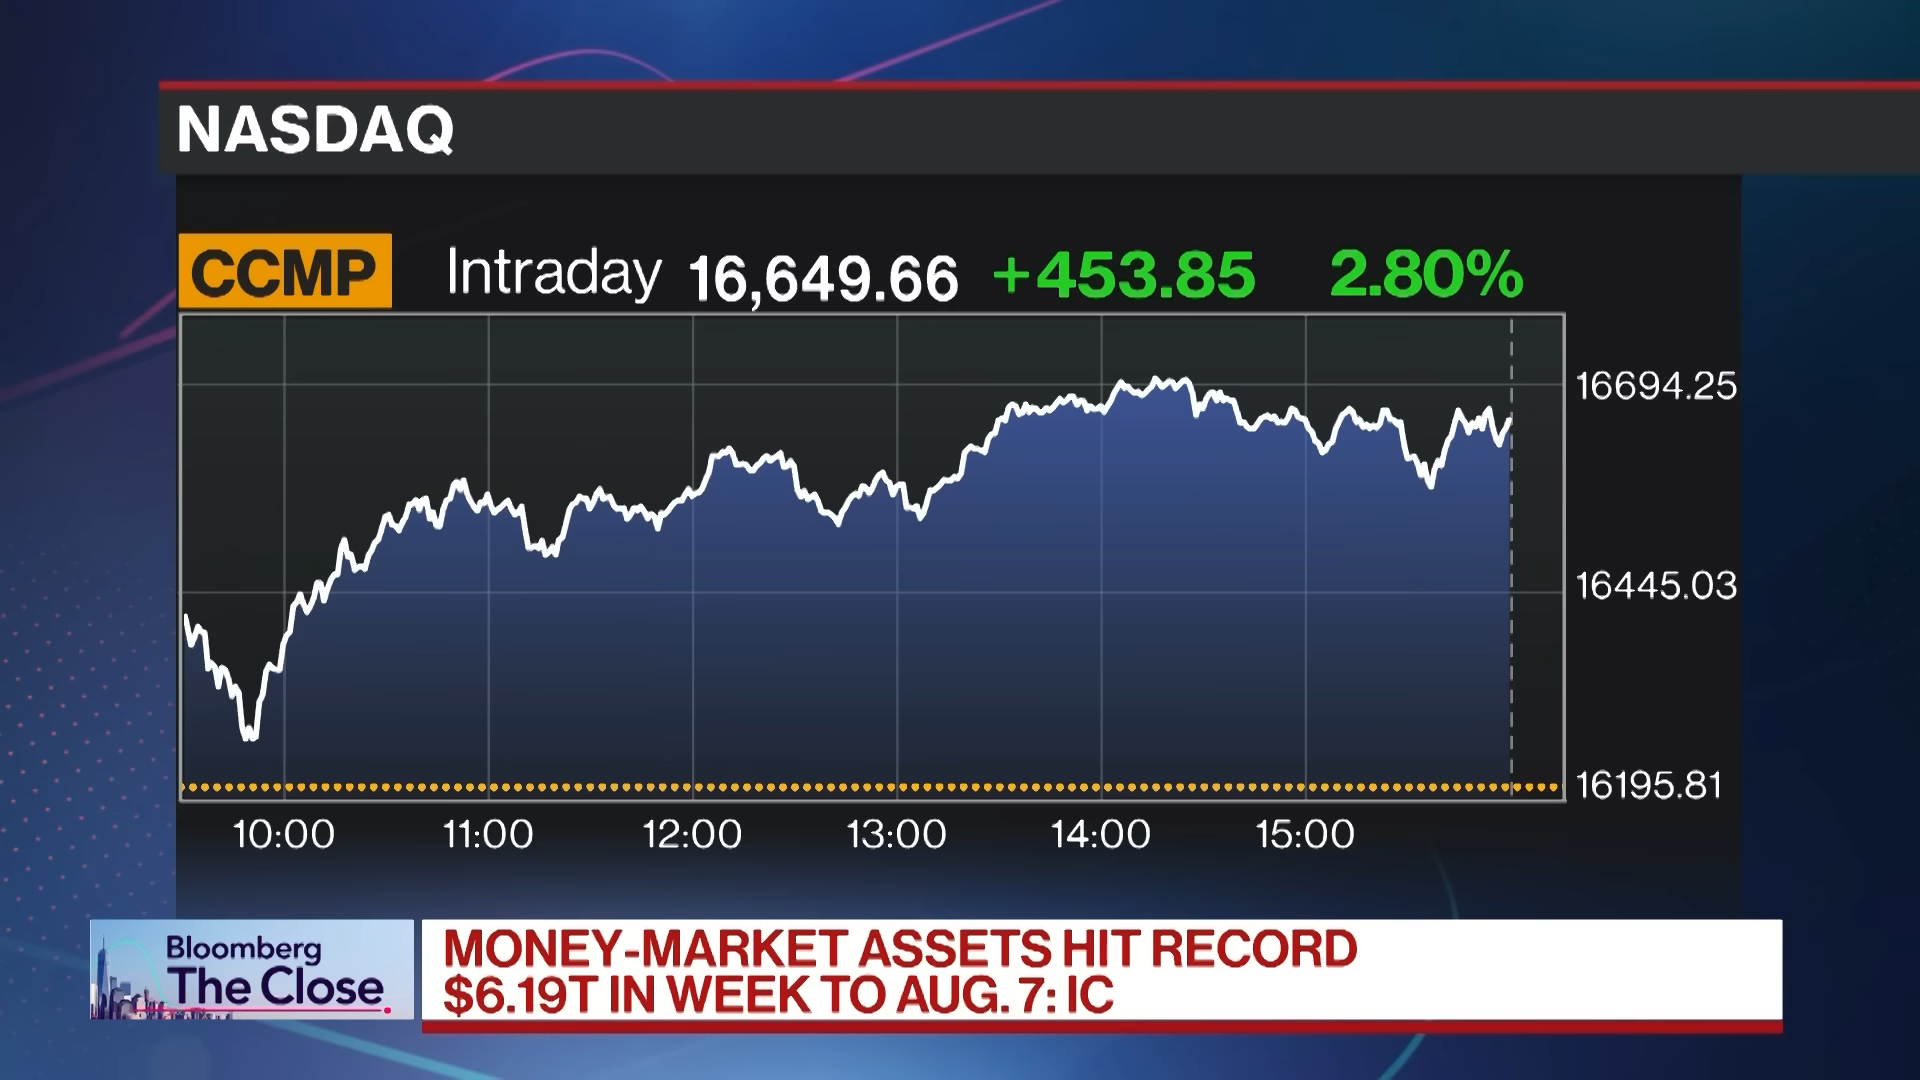 NASDAQ
CCMP Intraday 16,649.66 +453.85 2.80%
16694.25
16445.03
16195.81
10:00 11:00 12:00 13:00 14:00 15:00
Bloomberg
The Close
MONEY-MARKET ASSETS HIT RECORD
$6.19T IN WEEK TO AUG. 7: IC